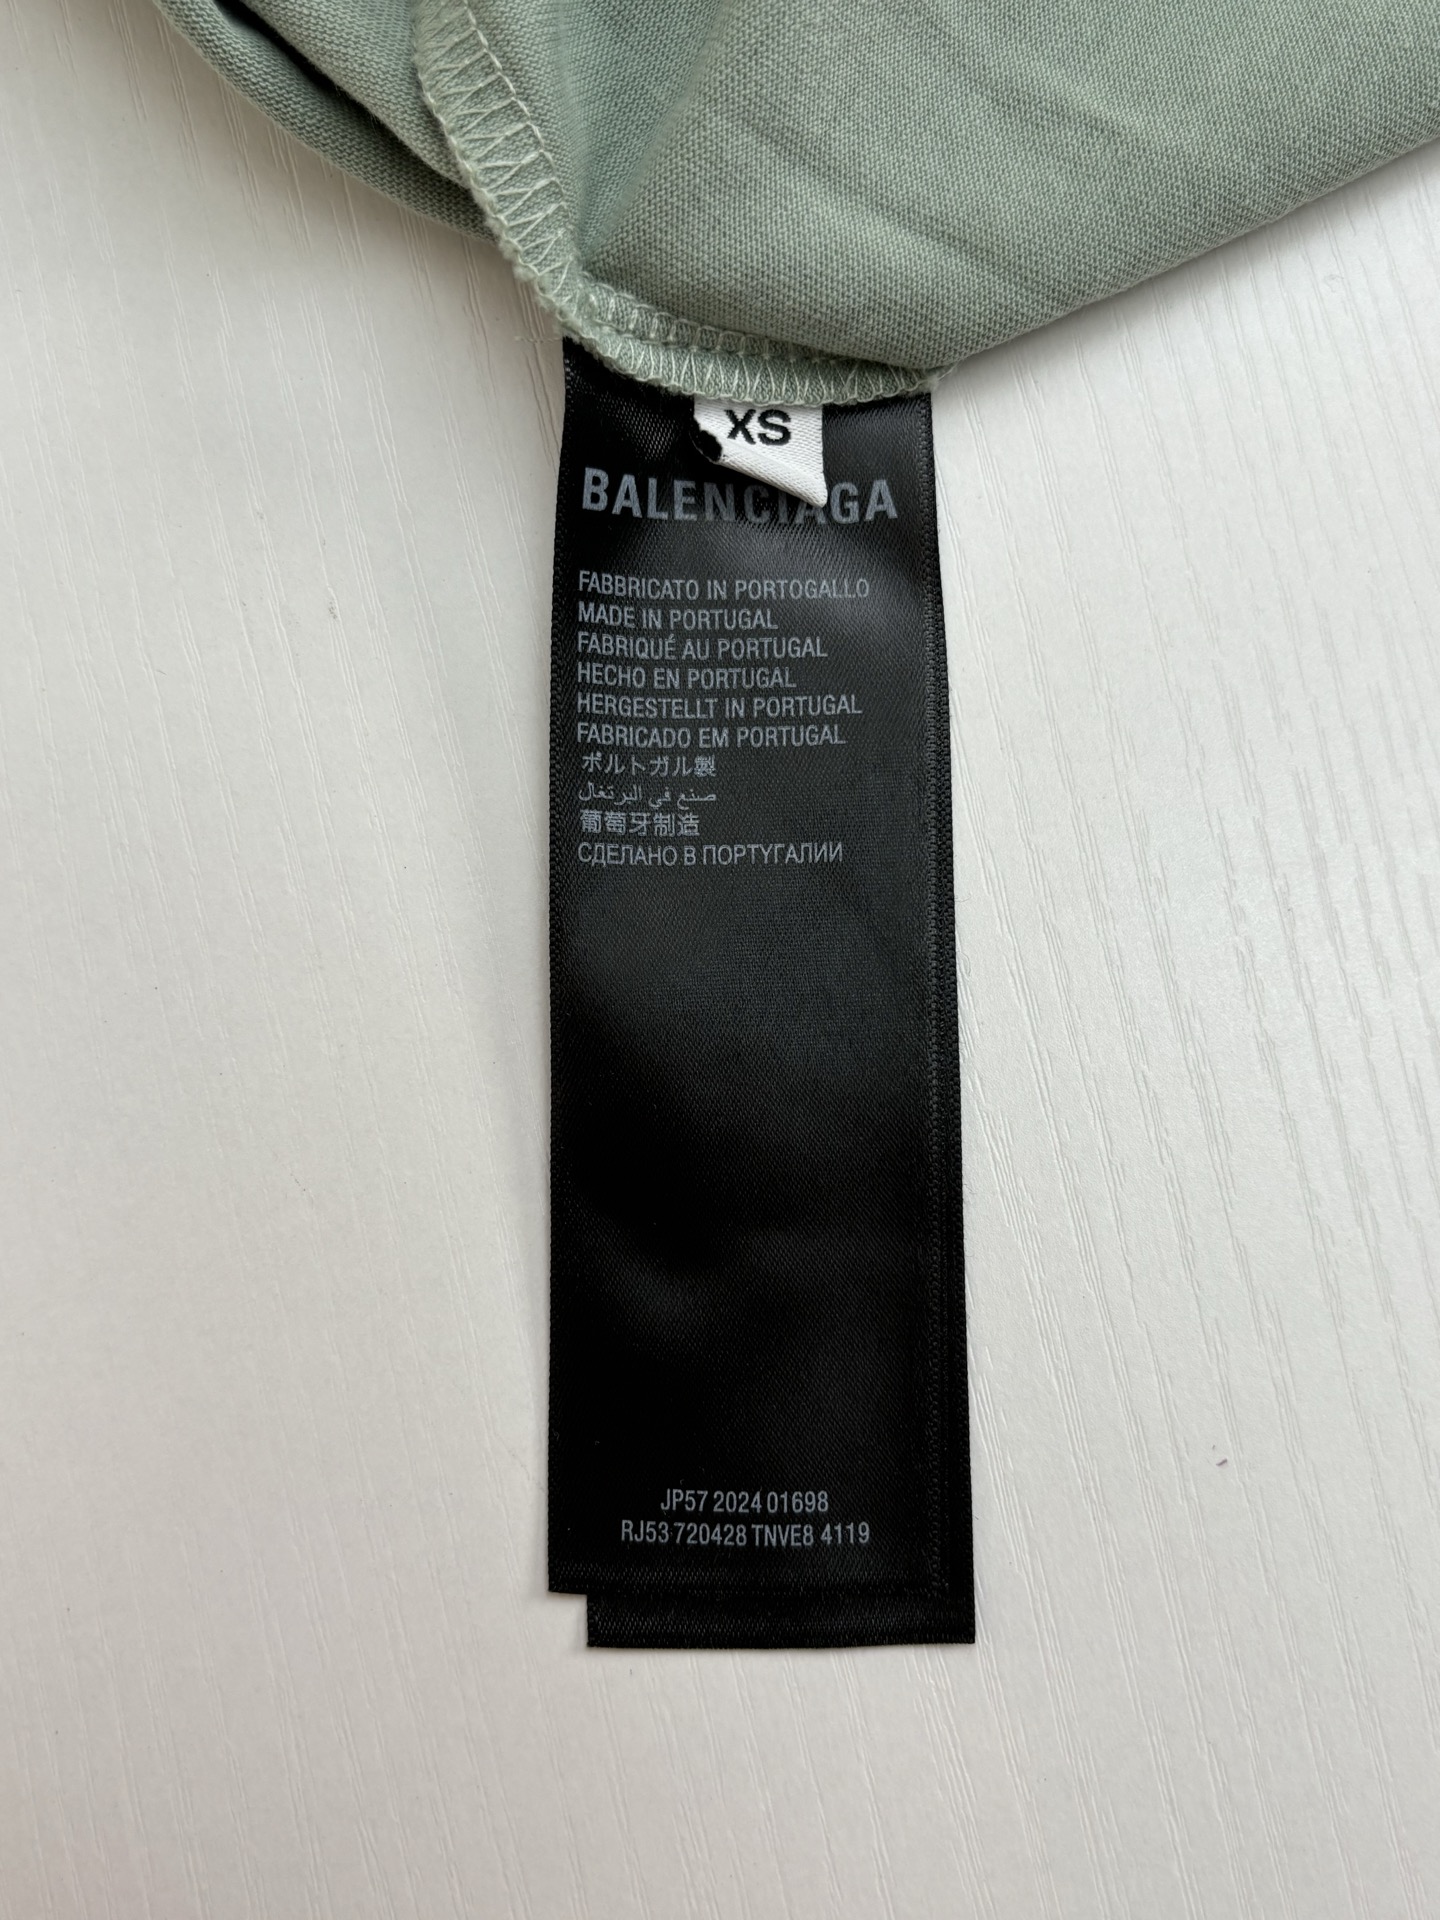 XS
BALENCIAGA
FABBRICATO IN PORTOGALLO
MADE IN PORTUGAL
FABRIQUÉ AU PORTUGAL
HECHO EN PORTUGAL
HERGESTELLT IN PORTUGAL
FABRICADO EM PORTUGAL
ポルトガル製
صنع في البرتغال
葡萄牙制造
СДЕЛАНО В ПОРТУГАЛИИ
JP57 2024 01698
RJ53 720428 TNVE8 4119